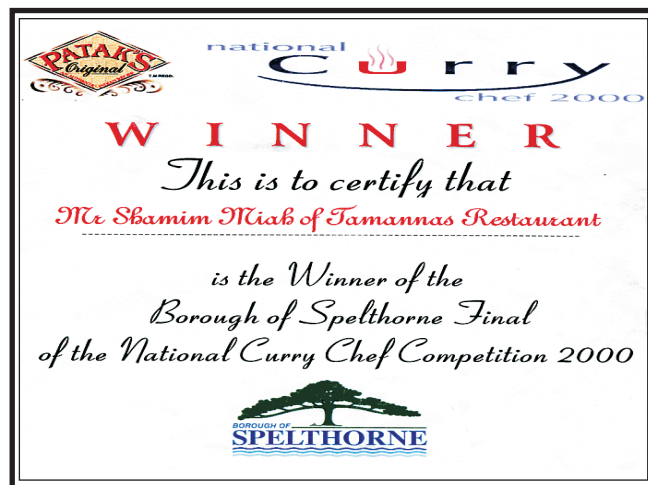 PATAK'S
Original
T.M REGD.
national
curry
chef 2000
WINNER
This is to certify that
Mr Shamim Miah of Tamannas Restaurant
is the Winner of the
Borough of Spelthorne Final
of the National Curry Chef Competition 2000
BOROUGH OF
SPELTHORNE